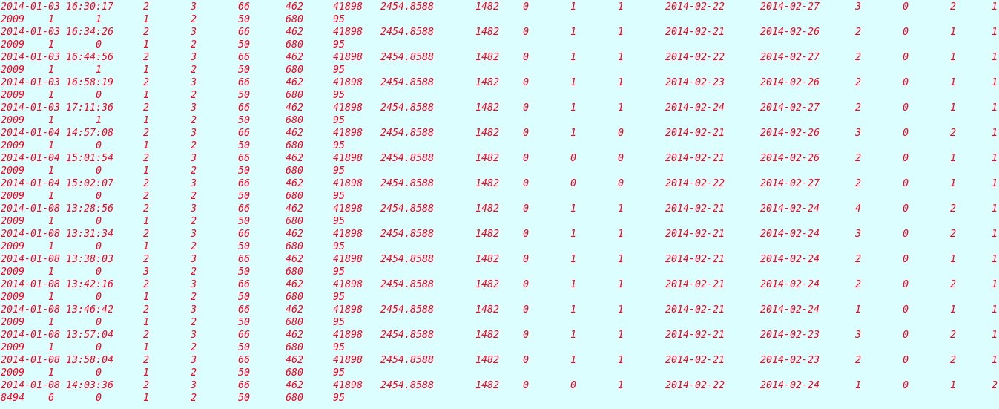 2014-01-03 16:30:17 2 3 66 462 41898 2454.8588 1482 0 1 1 2014-02-22 2014-02-27 3 0 2 1
2009 1 1 1 2 50 680 95
2014-01-03 16:34:26 2 3 66 462 41898 2454.8588 1482 0 1 1 2014-02-21 2014-02-26 2 0 1 1
2009 1 0 1 2 50 680 95
2014-01-03 16:44:56 2 3 66 462 41898 2454.8588 1482 0 1 1 2014-02-22 2014-02-27 2 0 1 1
2009 1 1 1 2 50 680 95
2014-01-03 16:58:19 2 3 66 462 41898 2454.8588 1482 0 1 1 2014-02-23 2014-02-26 2 0 1 1
2009 1 0 1 2 50 680 95
2014-01-03 17:11:36 2 3 66 462 41898 2454.8588 1482 0 1 1 2014-02-24 2014-02-27 2 0 1 1
2009 1 1 1 2 50 680 95
2014-01-04 14:57:08 2 3 66 462 41898 2454.8588 1482 0 1 0 2014-02-21 2014-02-26 3 0 2 1
2009 1 0 1 2 50 680 95
2014-01-04 15:01:54 2 3 66 462 41898 2454.8588 1482 0 0 0 2014-02-21 2014-02-26 2 0 1 1
2009 1 0 1 2 50 680 95
2014-01-04 15:02:07 2 3 66 462 41898 2454.8588 1482 0 0 0 2014-02-22 2014-02-27 2 0 1 1
2009 1 0 2 2 50 680 95
2014-01-08 13:28:56 2 3 66 462 41898 2454.8588 1482 0 1 1 2014-02-21 2014-02-24 4 0 2 1
2009 1 0 1 2 50 680 95
2014-01-08 13:31:34 2 3 66 462 41898 2454.8588 1482 0 1 1 2014-02-21 2014-02-24 3 0 2 1
2009 1 0 1 2 50 680 95
2014-01-08 13:38:03 2 3 66 462 41898 2454.8588 1482 0 1 1 2014-02-21 2014-02-24 2 0 1 1
2009 1 0 3 2 50 680 95
2014-01-08 13:42:16 2 3 66 462 41898 2454.8588 1482 0 1 1 2014-02-21 2014-02-24 2 0 2 1
2009 1 0 1 2 50 680 95
2014-01-08 13:46:42 2 3 66 462 41898 2454.8588 1482 0 1 1 2014-02-21 2014-02-24 1 0 1 1
2009 1 0 1 2 50 680 95
2014-01-08 13:57:04 2 3 66 462 41898 2454.8588 1482 0 1 1 2014-02-21 2014-02-23 3 0 2 1
2009 1 0 1 2 50 680 95
2014-01-08 13:58:04 2 3 66 462 41898 2454.8588 1482 0 1 1 2014-02-21 2014-02-23 2 0 2 1
2009 1 0 1 2 50 680 95
2014-01-08 14:03:36 2 3 66 462 41898 2454.8588 1482 0 0 1 2014-02-22 2014-02-24 1 0 1 2
8494 6 0 1 2 50 680 95